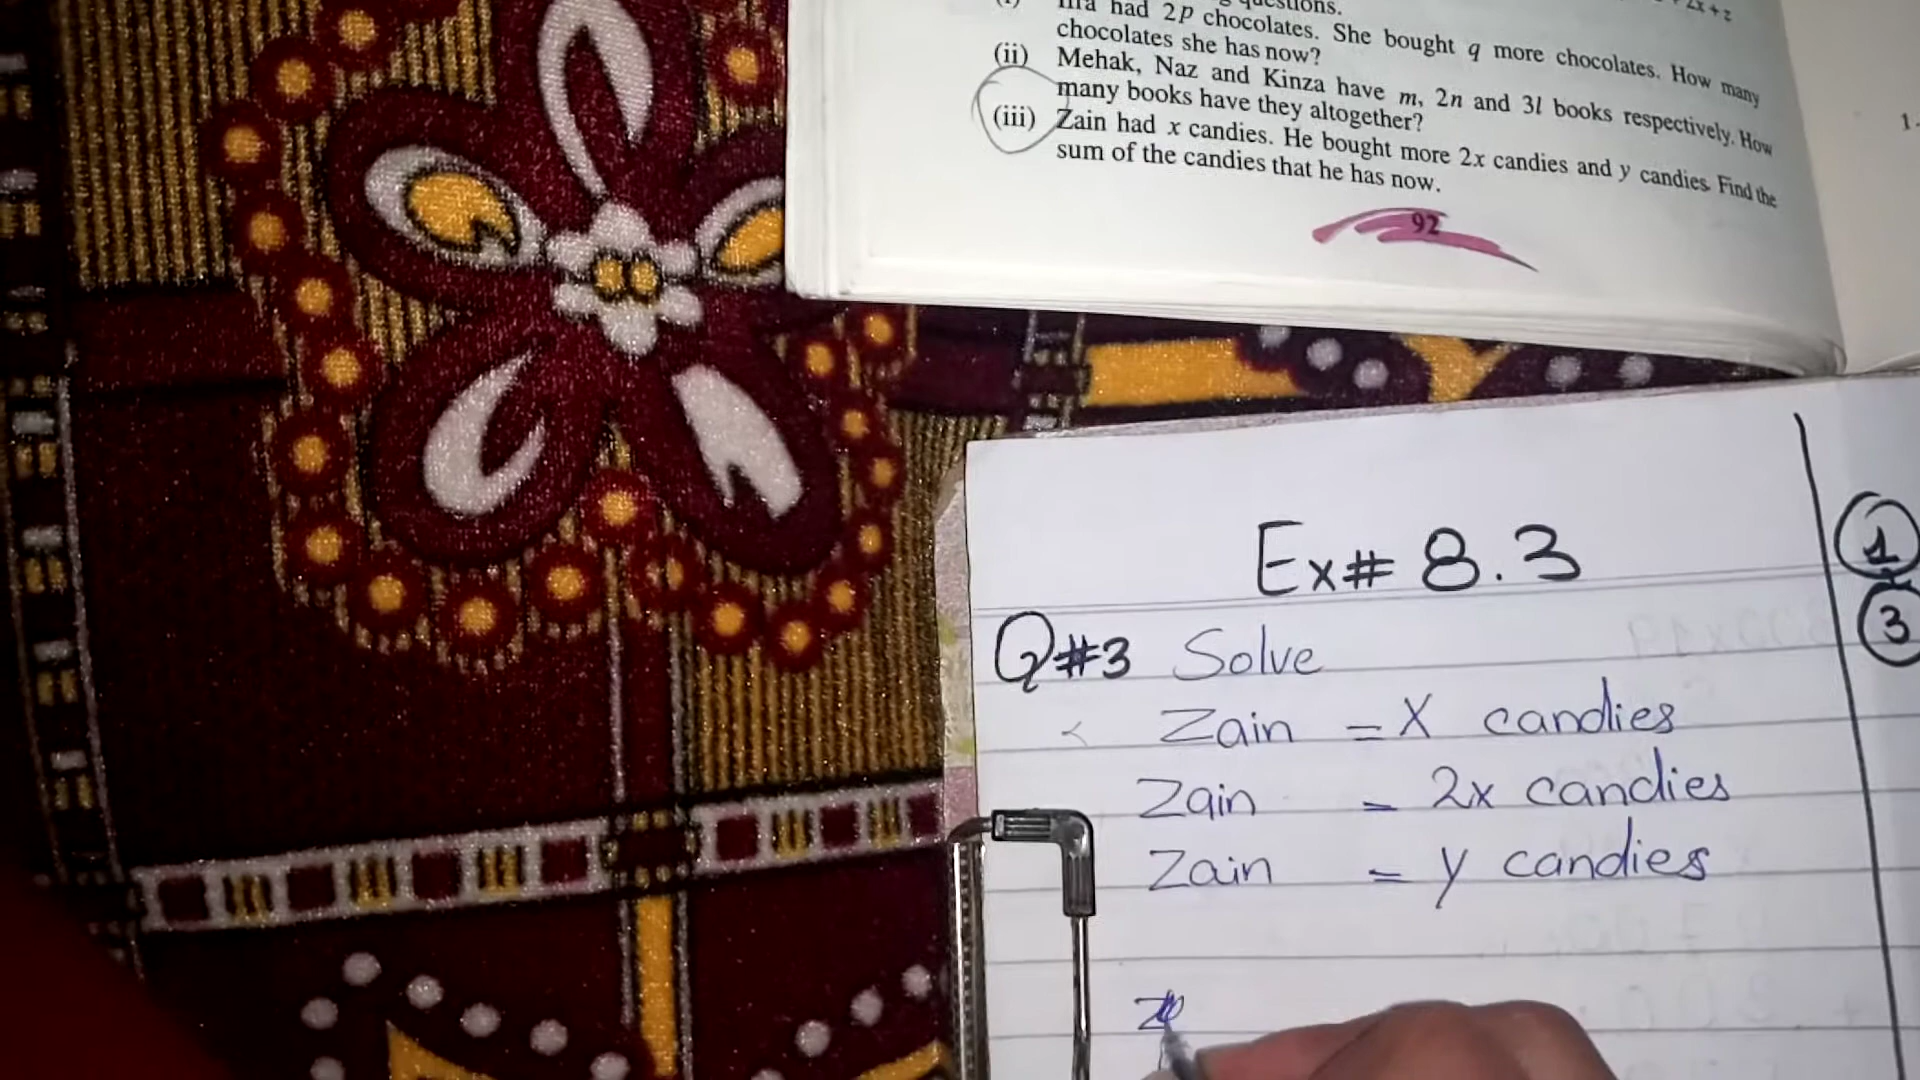 questions.
2x + z
had 2p chocolates. She bought q more chocolates. How many
chocolates she has now?
(ii) Mehak, Naz and Kinza have m, 2n and 3l books respectively. How
many books have they altogether?
(iii) Zain had x candies. He bought more 2x candies and y candies. Find the
sum of the candies that he has now.
92
Ex# 8.3
Q#3 Solve
Zain = X candies
Zain = 2x candies
Zain = y candies
1
3